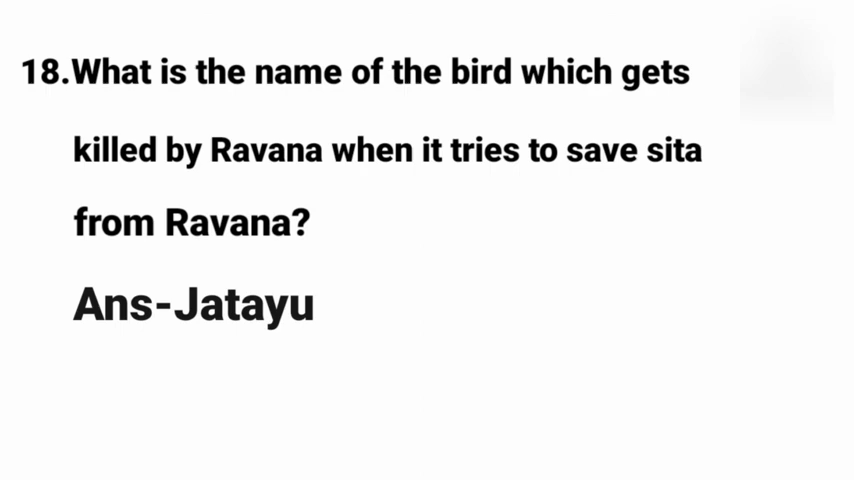 18.What is the name of the bird which gets
killed by Ravana when it tries to save sita
from Ravana?
Ans-Jatayu